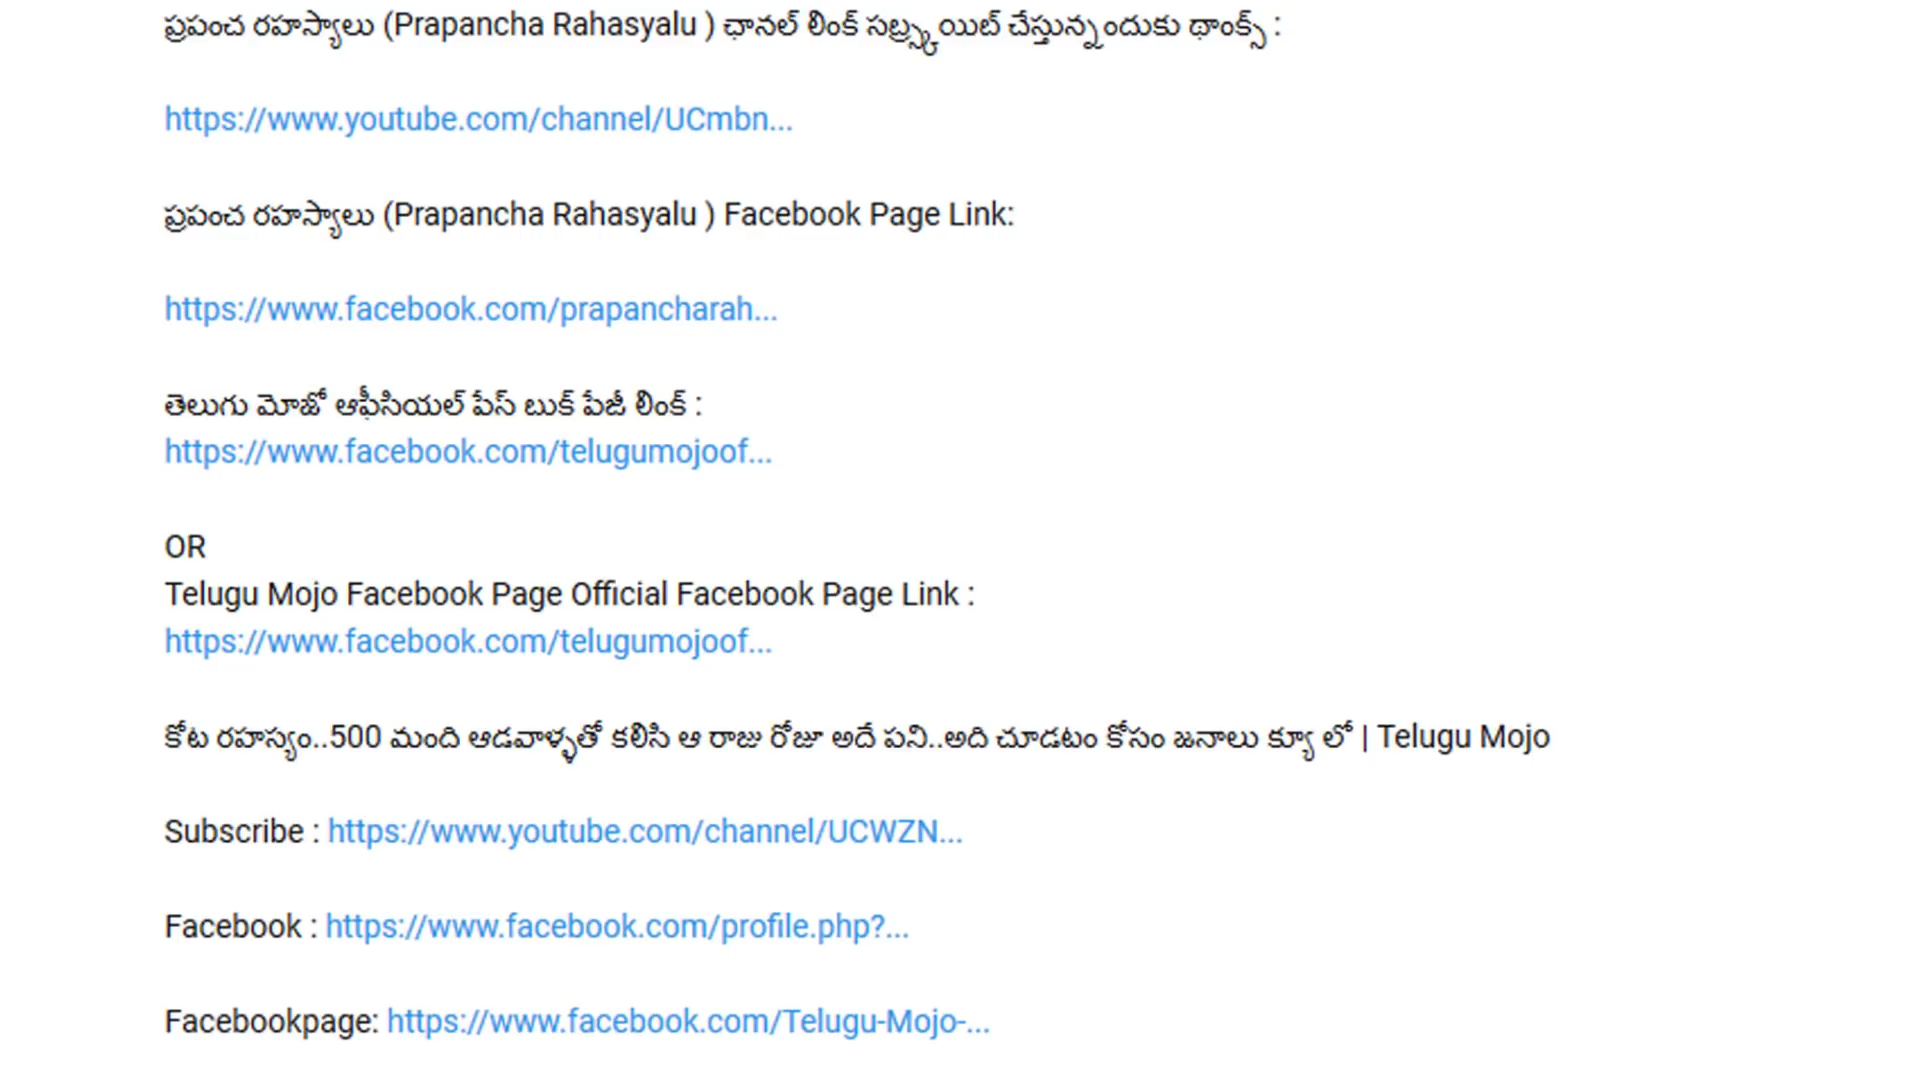 ప్రపంచ రహస్యాలు (Prapancha Rahasyalu ) ఛానల్ లింక్ సబ్స్క్రయిబ్ చేస్తున్నందుకు థాంక్స్ :
https://www.youtube.com/channel/UCmbn...
ప్రపంచ రహస్యాలు (Prapancha Rahasyalu ) Facebook Page Link:
https://www.facebook.com/prapancharah...
తెలుగు మోజో ఆఫీసియల్ పేస్ బుక్ పేజీ లింక్ :
https://www.facebook.com/telugumojoof...
OR
Telugu Mojo Facebook Page Official Facebook Page Link :
https://www.facebook.com/telugumojoof...
కోట రహస్యం..500 మంది ఆడవాళ్ళతో కలిసి ఆ రాజు రోజూ అదే పని..అది చూడటం కోసం జనాలు క్యూ లో | Telugu Mojo
Subscribe : https://www.youtube.com/channel/UCWZN...
Facebook : https://www.facebook.com/profile.php?...
Facebookpage: https://www.facebook.com/Telugu-Mojo-...